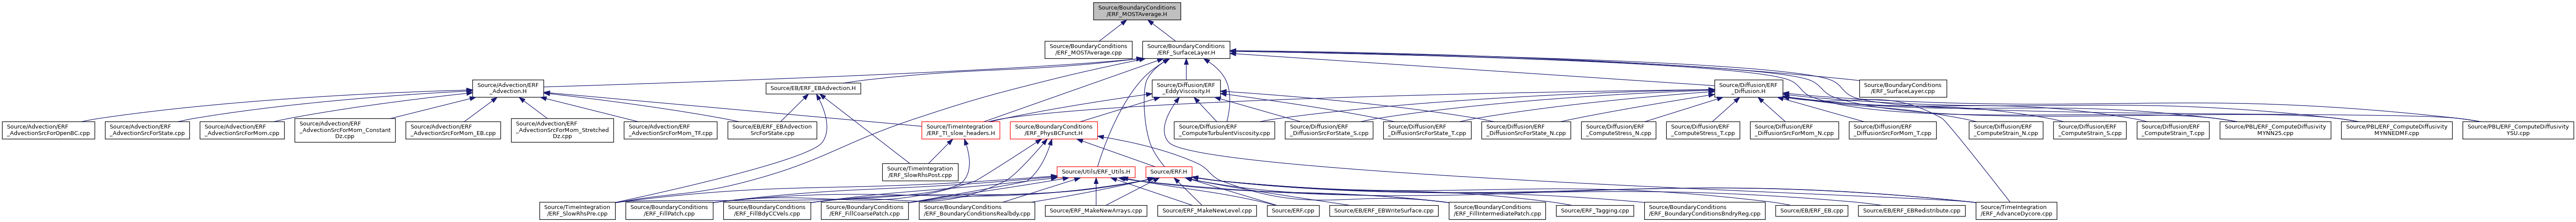 Source/BoundaryConditions
/ERF_MOSTAverage.H
Source/BoundaryConditions
/ERF_MOSTAverage.cpp
Source/BoundaryConditions
/ERF_SurfaceLayer.H
Source/Advection/ERF
_Advection.H
Source/EB/ERF_EBAdvection.H
Source/Diffusion/ERF
_EddyViscosity.H
Source/Diffusion/ERF
_Diffusion.H
Source/BoundaryConditions
/ERF_SurfaceLayer.cpp
Source/Advection/ERF
_AdvectionSrcForOpenBC.cpp
Source/Advection/ERF
_AdvectionSrcForState.cpp
Source/Advection/ERF
_AdvectionSrcForMom.cpp
Source/Advection/ERF
_AdvectionSrcForMom_Constant
Dz.cpp
Source/Advection/ERF
_AdvectionSrcForMom_EB.cpp
Source/Advection/ERF
_AdvectionSrcForMom_Stretched
Dz.cpp
Source/Advection/ERF
_AdvectionSrcForMom_TF.cpp
Source/EB/ERF_EBAdvection
SrcForState.cpp
Source/TimeIntegration
/ERF_TI_slow_headers.H
Source/BoundaryConditions
/ERF_PhysBCFunct.H
Source/Diffusion/ERF
_ComputeTurbulentViscosity.cpp
Source/Diffusion/ERF
_DiffusionSrcForState_S.cpp
Source/Diffusion/ERF
_DiffusionSrcForState_T.cpp
Source/Diffusion/ERF
_DiffusionSrcForState_N.cpp
Source/Diffusion/ERF
_ComputeStress_N.cpp
Source/Diffusion/ERF
_ComputeStress_T.cpp
Source/Diffusion/ERF
_DiffusionSrcForMom_N.cpp
Source/Diffusion/ERF
_DiffusionSrcForMom_T.cpp
Source/Diffusion/ERF
_ComputeStrain_N.cpp
Source/Diffusion/ERF
_ComputeStrain_S.cpp
Source/Diffusion/ERF
_ComputeStrain_T.cpp
Source/PBL/ERF_ComputeDiffusivity
MYNN25.cpp
Source/PBL/ERF_ComputeDiffusivity
MYNNEDMF.cpp
Source/PBL/ERF_ComputeDiffusivity
YSU.cpp
Source/TimeIntegration
/ERF_SlowRhsPost.cpp
Source/Utils/ERF_Utils.H
Source/ERF.H
Source/TimeIntegration
/ERF_SlowRhsPre.cpp
Source/BoundaryConditions
/ERF_FillPatch.cpp
Source/BoundaryConditions
/ERF_FillBdyCCVels.cpp
Source/BoundaryConditions
/ERF_FillCoarsePatch.cpp
Source/BoundaryConditions
/ERF_BoundaryConditionsRealbdy.cpp
Source/ERF_MakeNewArrays.cpp
Source/ERF_MakeNewLevel.cpp
Source/ERF.cpp
Source/EB/ERF_EBWriteSurface.cpp
Source/BoundaryConditions
/ERF_FillIntermediatePatch.cpp
Source/ERF_Tagging.cpp
Source/BoundaryConditions
/ERF_BoundaryConditionsBndryReg.cpp
Source/EB/ERF_EB.cpp
Source/EB/ERF_EBRedistribute.cpp
Source/TimeIntegration
/ERF_AdvanceDycore.cpp